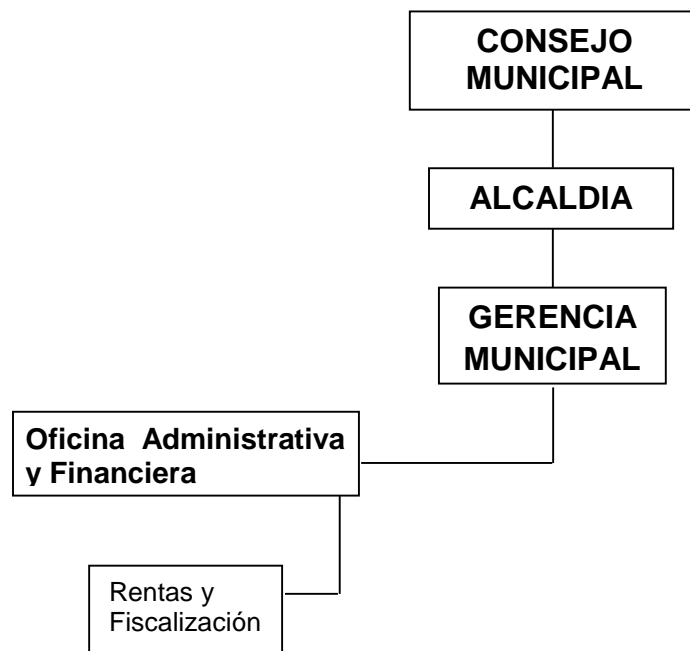 CONSEJO
MUNICIPAL
ALCALDIA
GERENCIA
MUNICIPAL
Oficina Administrativa
y Financiera
Rentas y
Fiscalización